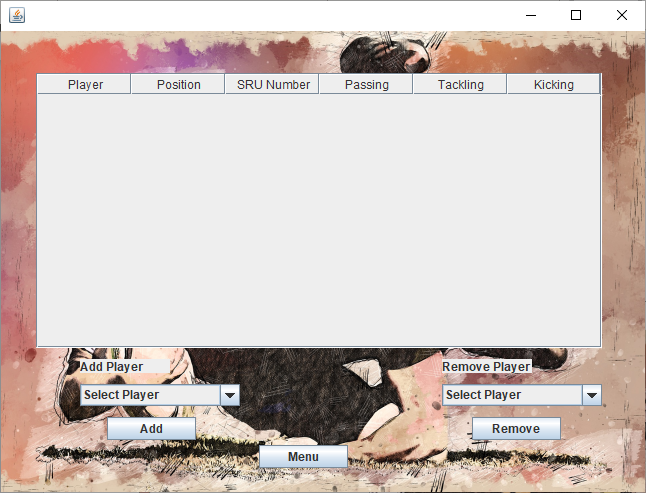 Player Position SRU Number Passing Tackling Kicking
Add Player
Remove Player
Select Player
Select Player
Add
Remove
Menu